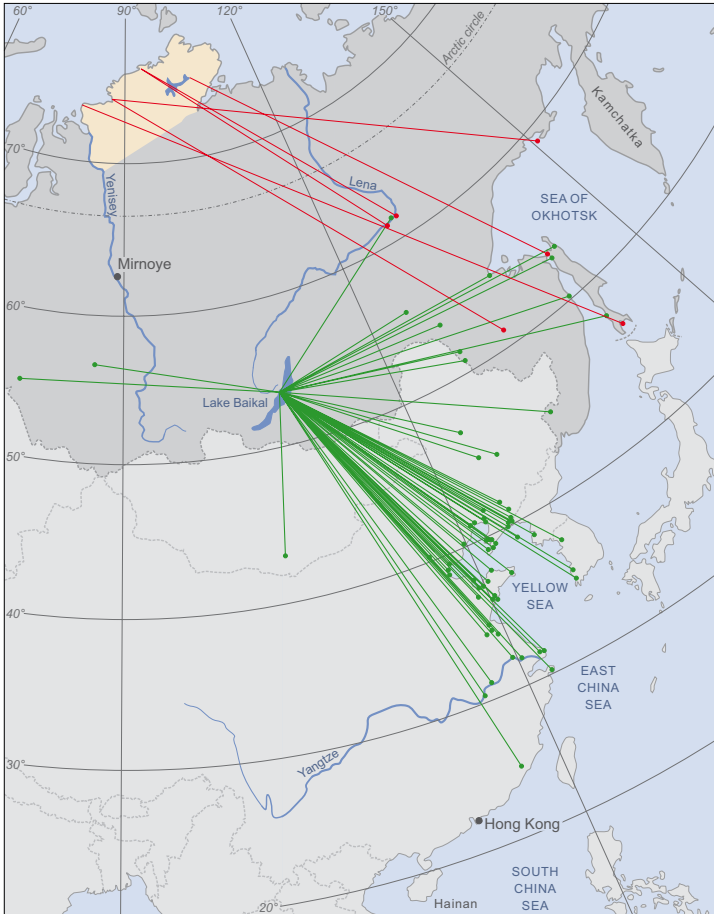 60°
90°
120°
150°
Arctic circle
Kamchatka
70°
Yenisey
Lena
SEA OF
OKHOTSK
Mirnoye
60°
Lake Baikal
50°
YELLOW
SEA
40°
EAST
CHINA
SEA
Yangtze
30°
Hong Kong
SOUTH
CHINA
SEA
Hainan
20°